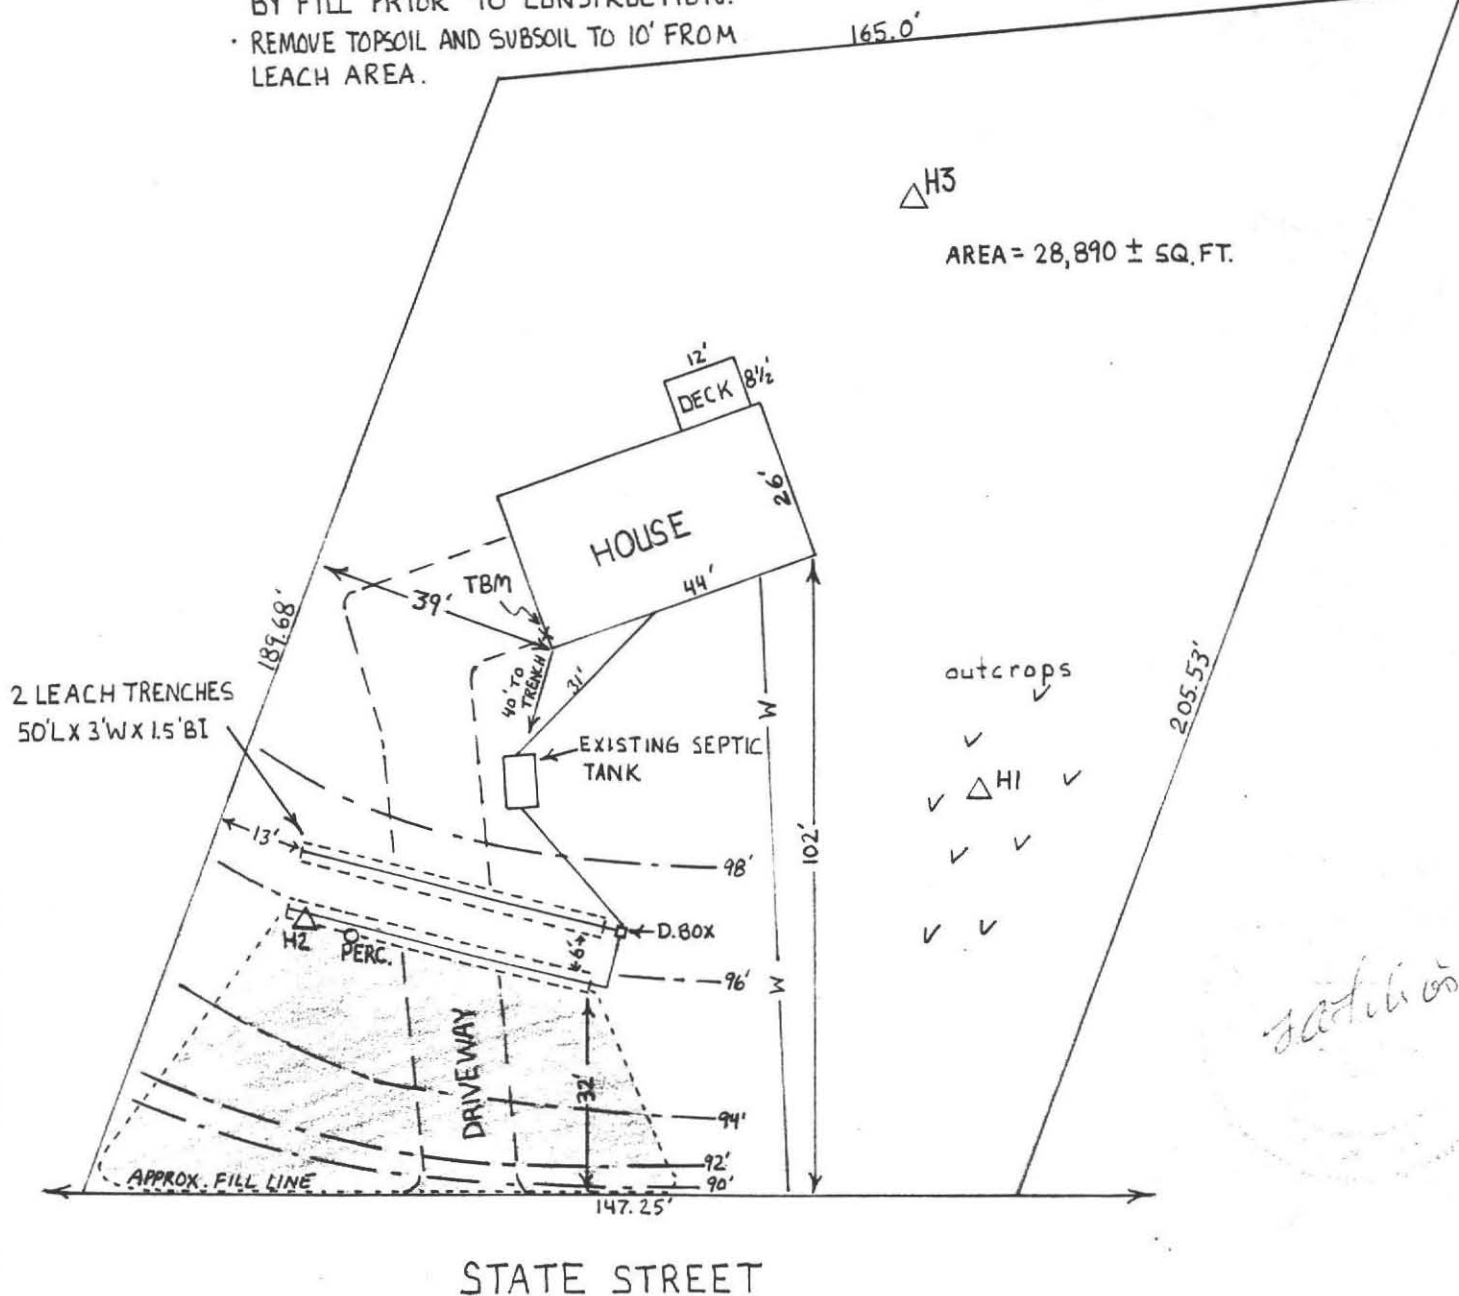 BY FILL PRIOR TO CONSTRUCTION.
· REMOVE TOPSOIL AND SUBSOIL TO 10' FROM
LEACH AREA.
165.0'
H3
AREA = 28,890 ± SQ.FT.
12'
8'½
DECK
26'
HOUSE
44'
TBM
39'
189.68'
40' TO
TRENCH
31'
outcrops
205.53'
2 LEACH TRENCHES
50'L X 3'W X 1.5'BI
W
EXISTING SEPTIC
TANK
H1
13'
102'
98'
D.BOX
H2
PERC.
6'
96'
W
DRIVEWAY
32'
94'
92'
90'
APPROX. FILL LINE
147.25'
STATE STREET